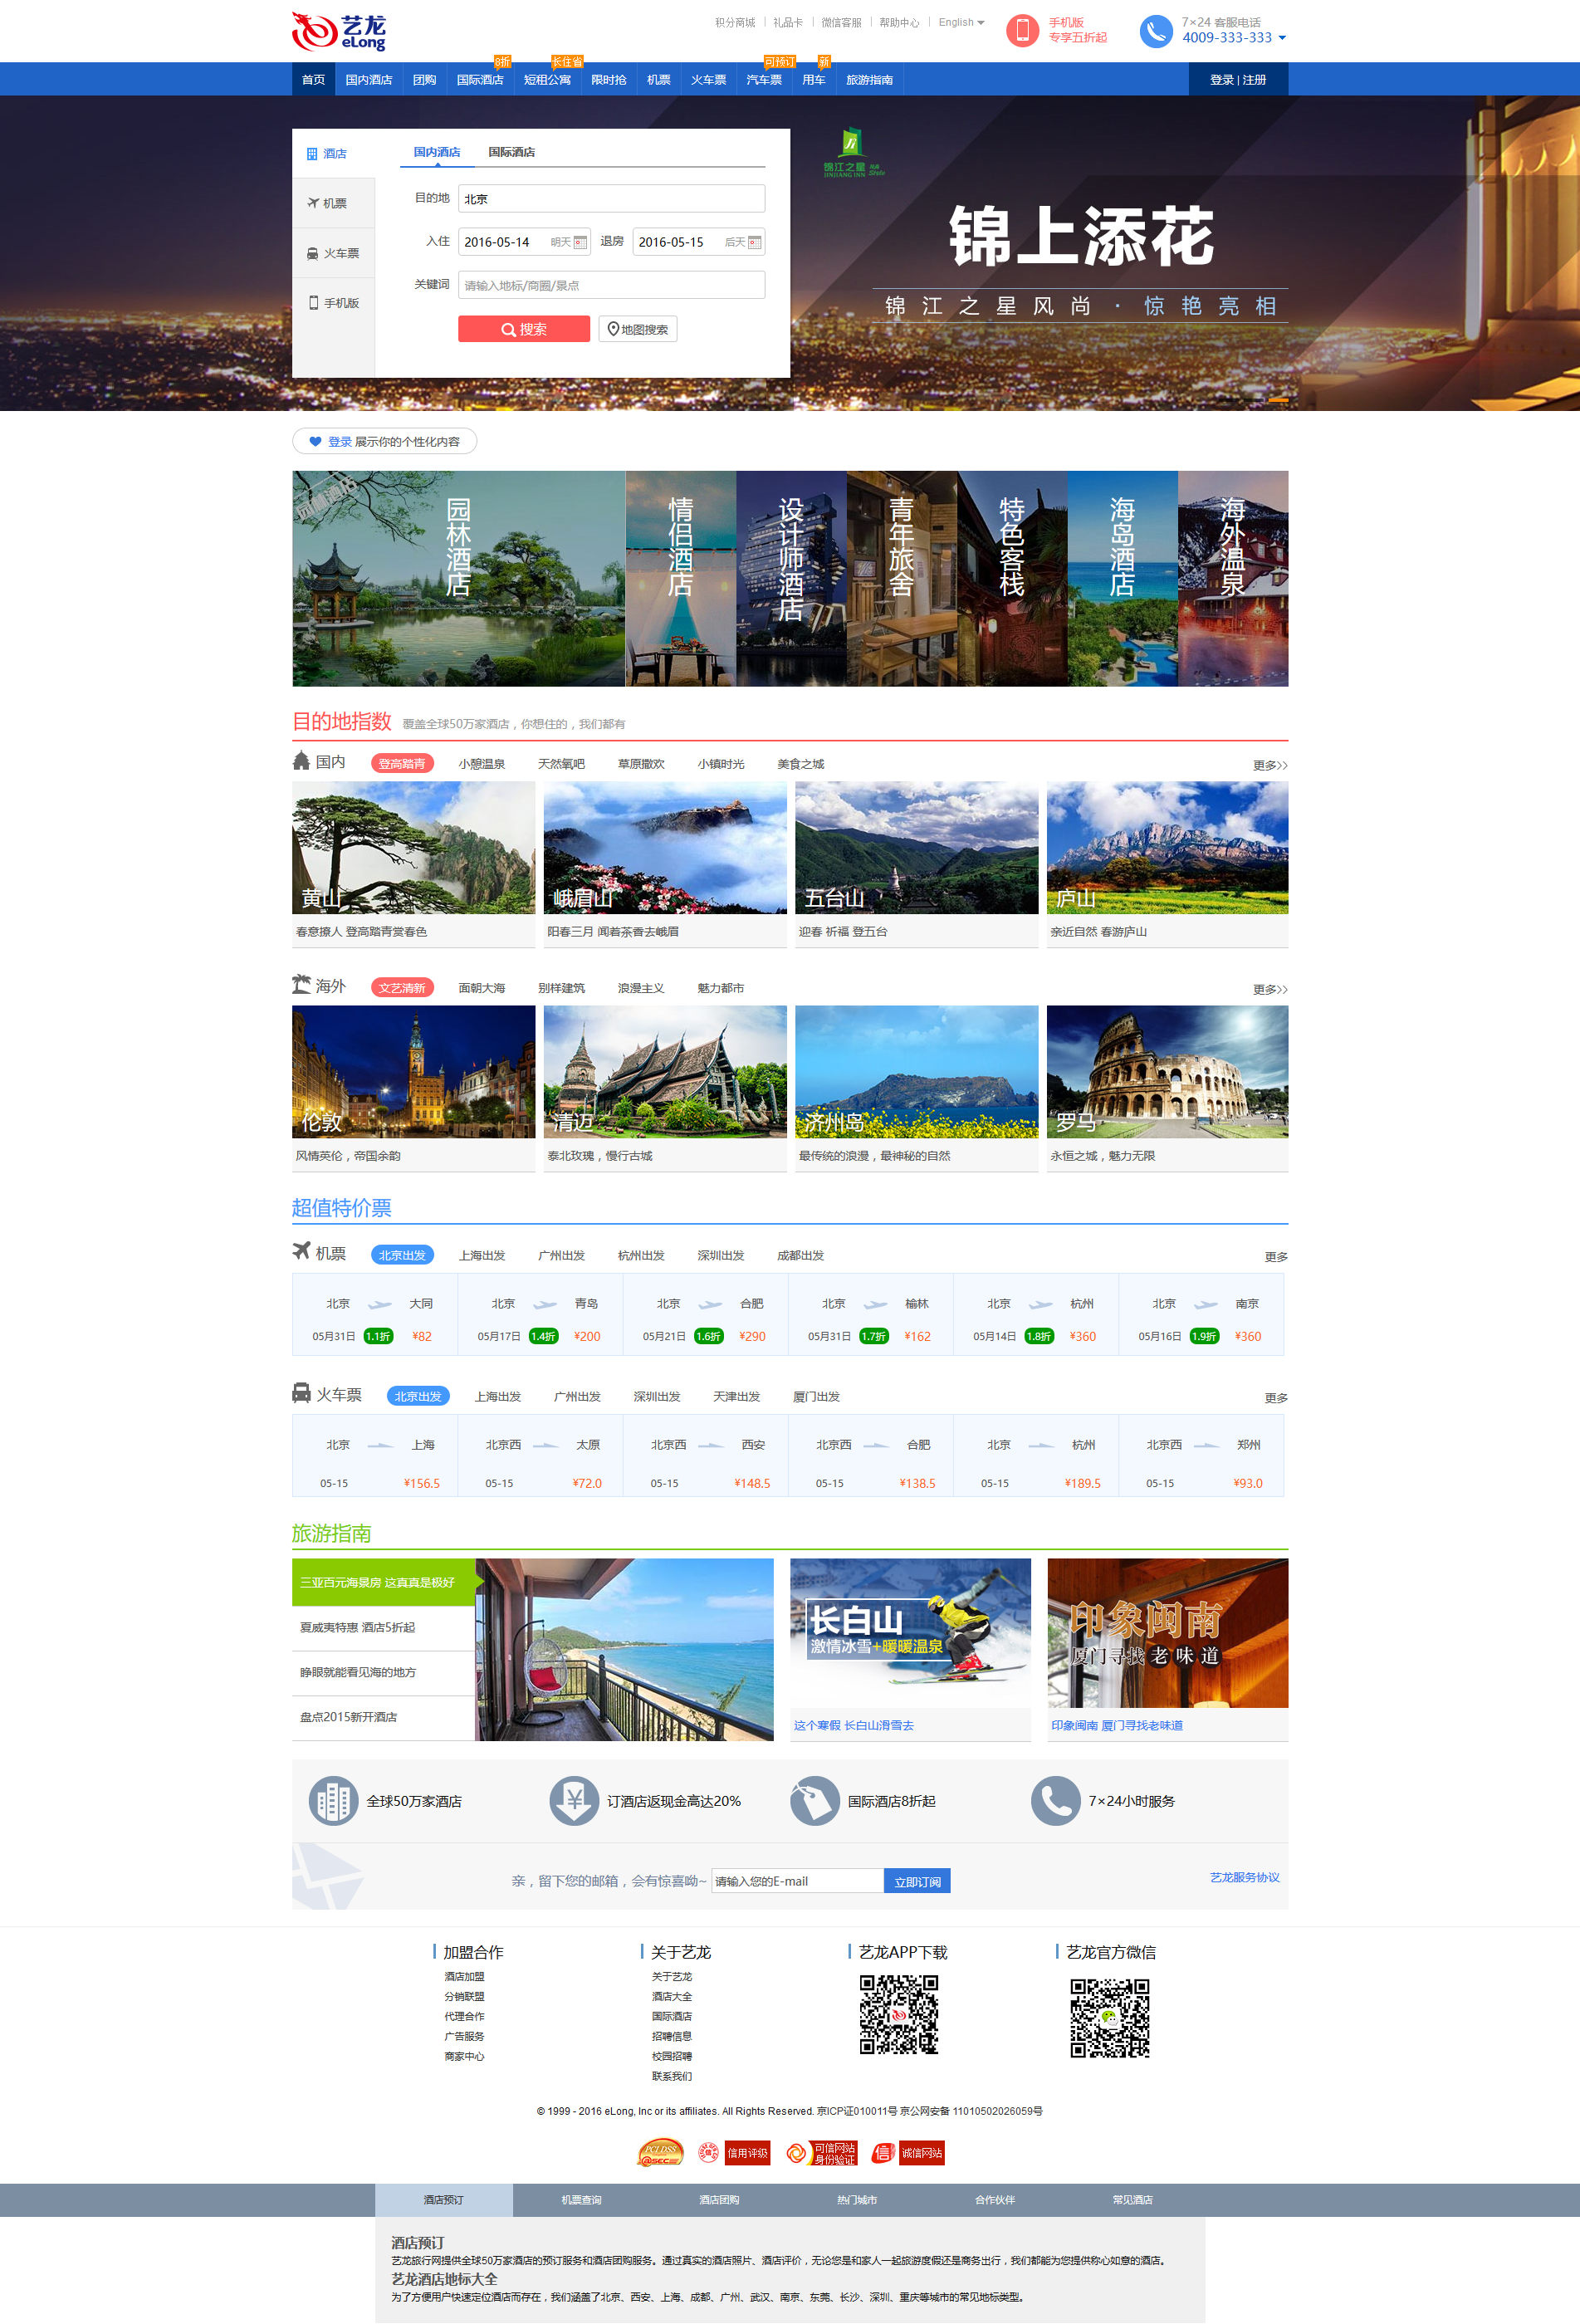 艺龙
eLong
积分商城 礼品卡 微信客服 帮助中心 English
手机版
专享五折起
7×24 客服电话
4009-333-333
8折 长住省 可预订 新
首页 国内酒店 团购 国际酒店 短租公寓 限时抢 机票 火车票 汽车票 用车 旅游指南 登录 | 注册
酒店
机票
火车票
手机版
国内酒店 国际酒店
目的地 北京
入住 2016-05-14 明天 退房 2016-05-15 后天
关键词 请输入地标/商圈/景点
搜索 地图搜索
锦江之星 风尚
JINJIANG INN Style
锦上添花
锦江之星风尚 · 惊艳亮相
登录 展示你的个性化内容
园林酒店
园林酒店
情侣酒店
设计师酒店
青年旅舍
特色客栈
海岛酒店
海外温泉
目的地指数 覆盖全球50万家酒店，你想住的，我们都有
国内 登高踏青 小憩温泉 天然氧吧 草原撒欢 小镇时光 美食之城 更多>>
黄山 峨眉山 五台山 庐山
春意撩人 登高踏青赏春色 阳春三月 闻着茶香去峨眉 迎春 祈福 登五台 亲近自然 春游庐山
海外 文艺清新 面朝大海 别样建筑 浪漫主义 魅力都市 更多>>
伦敦 清迈 济州岛 罗马
风情英伦，帝国余韵 泰北玫瑰，慢行古城 最传统的浪漫，最神秘的自然 永恒之城，魅力无限
超值特价票
机票 北京出发 上海出发 广州出发 杭州出发 深圳出发 成都出发 更多
北京 大同 北京 青岛 北京 合肥 北京 榆林 北京 杭州 北京 南京
05月31日 1.1折 ¥82 05月17日 1.4折 ¥200 05月21日 1.6折 ¥290 05月31日 1.7折 ¥162 05月14日 1.8折 ¥360 05月16日 1.9折 ¥360
火车票 北京出发 上海出发 广州出发 深圳出发 天津出发 厦门出发 更多
北京 上海 北京西 太原 北京西 西安 北京西 合肥 北京 杭州 北京西 郑州
05-15 ¥156.5 05-15 ¥72.0 05-15 ¥148.5 05-15 ¥138.5 05-15 ¥189.5 05-15 ¥93.0
旅游指南
三亚百元海景房 这真真是极好
夏威夷特惠 酒店5折起
睁眼就能看见海的地方
盘点2015新开酒店
长白山
激情冰雪+暖暖温泉
这个寒假 长白山滑雪去
印象闽南
厦门寻找老味道
印象闽南 厦门寻找老味道
全球50万家酒店 订酒店返现金高达20% 国际酒店8折起 7×24小时服务
亲，留下您的邮箱，会有惊喜呦~ 请输入您的E-mail 立即订阅 艺龙服务协议
加盟合作
酒店加盟
分销联盟
代理合作
广告服务
商家中心
关于艺龙
关于艺龙
酒店大全
国际酒店
招聘信息
校园招聘
联系我们
艺龙APP下载
艺龙官方微信
© 1999 - 2016 eLong, Inc or its affiliates. All Rights Reserved. 京ICP证010011号 京公网安备 11010502026059号
信用评级
可信网站
身份验证
信 诚信网站
酒店预订 机票查询 酒店团购 热门城市 合作伙伴 常见酒店
酒店预订
艺龙旅行网提供全球50万家酒店的预订服务和酒店团购服务。通过真实的酒店照片、酒店评价，无论您是和家人一起旅游度假还是商务出行，我们都能为您提供称心如意的酒店。
艺龙酒店地标大全
为了方便用户快速定位酒店而存在，我们涵盖了北京、西安、上海、成都、广州、武汉、南京、东莞、长沙、深圳、重庆等城市的常见地标类型。